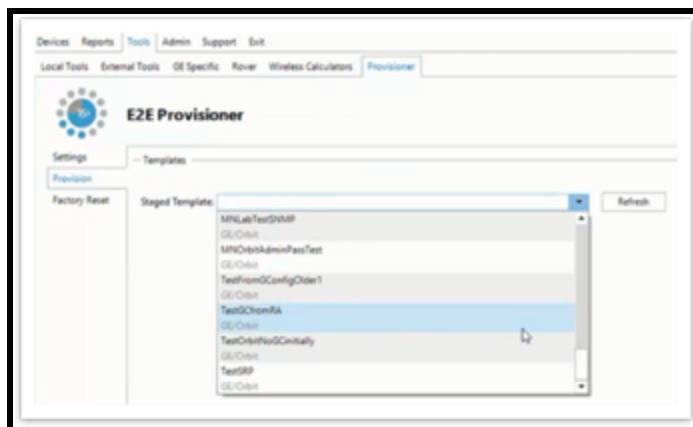 Devices Reports Tools Admin Support Exit
Local Tools External Tools GE Specific Rover Wireless Calculators Provisioner
E2E Provisioner
Settings
Templates
Provision
Factory Reset
Staged Template: Refresh
MNLabTestSNMP
GE/Orbit
MNOrbitAdminPassTest
GE/Orbit
TestFromGConfigOlder1
GE/Orbit
TestGCfromRA
GE/Orbit
TestOrbitNoGCinitially
GE/Orbit
TestSRP
GE/Orbit